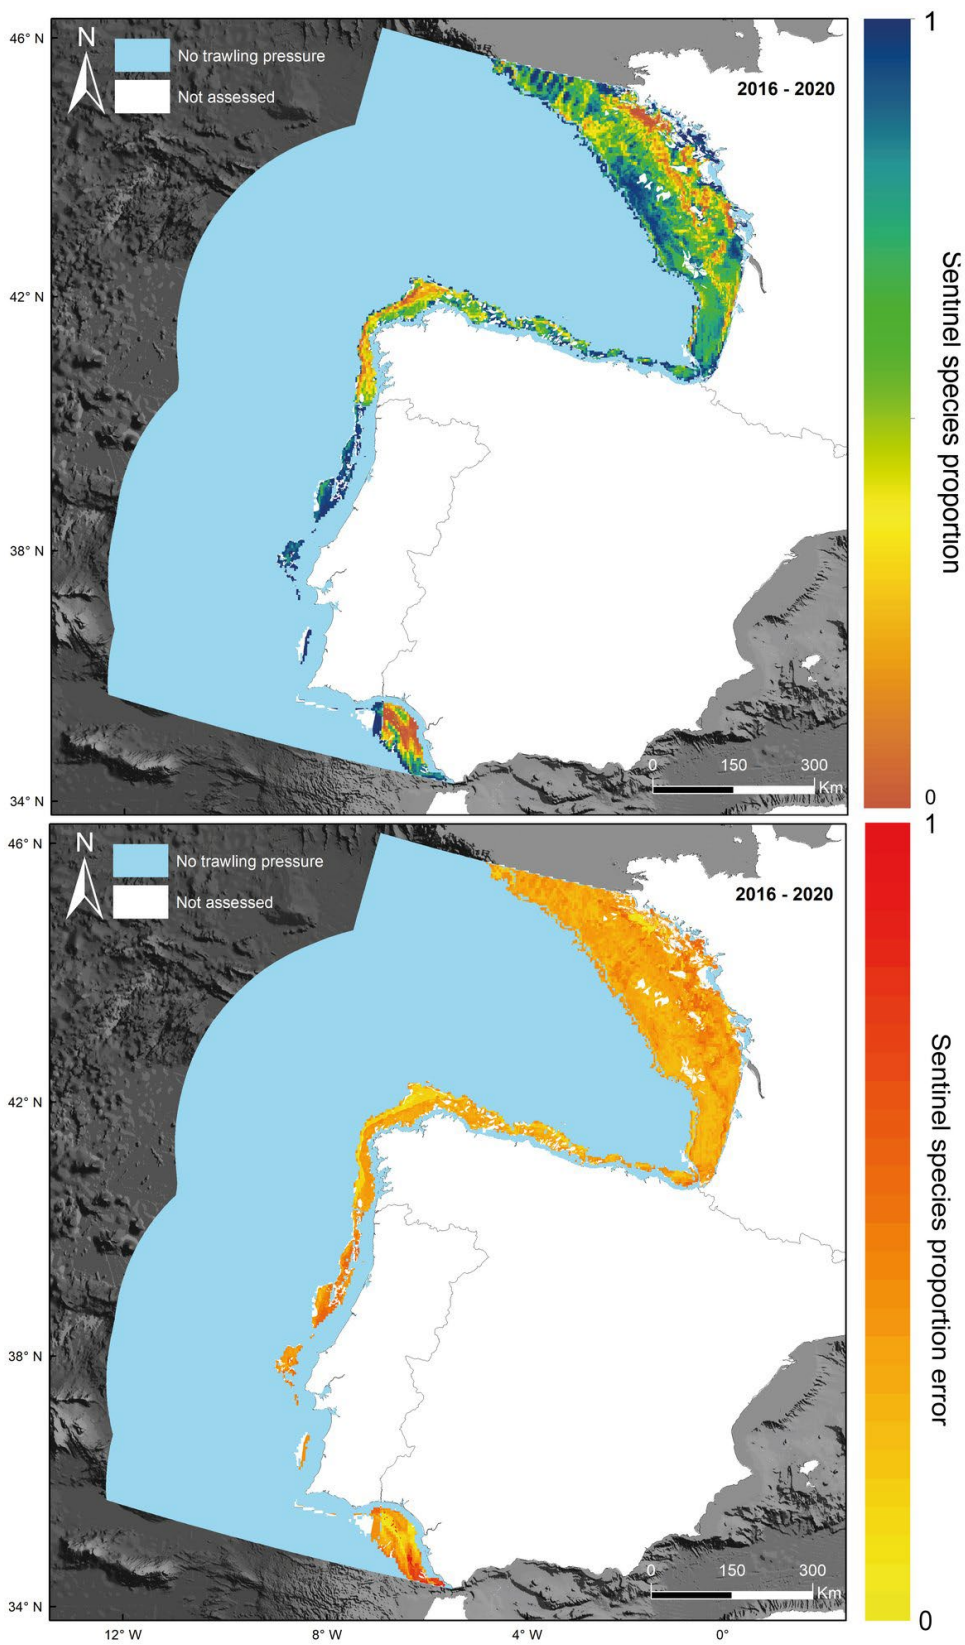 46° N
N
No trawling pressure
Not assessed
2016 - 2020
42° N
38° N
34° N
0 150 300
Km
1
Sentinel species proportion
0
46° N
N
No trawling pressure
Not assessed
2016 - 2020
42° N
38° N
34° N
0 150 300
Km
12° W 8° W 4° W 0°
1
Sentinel species proportion error
0